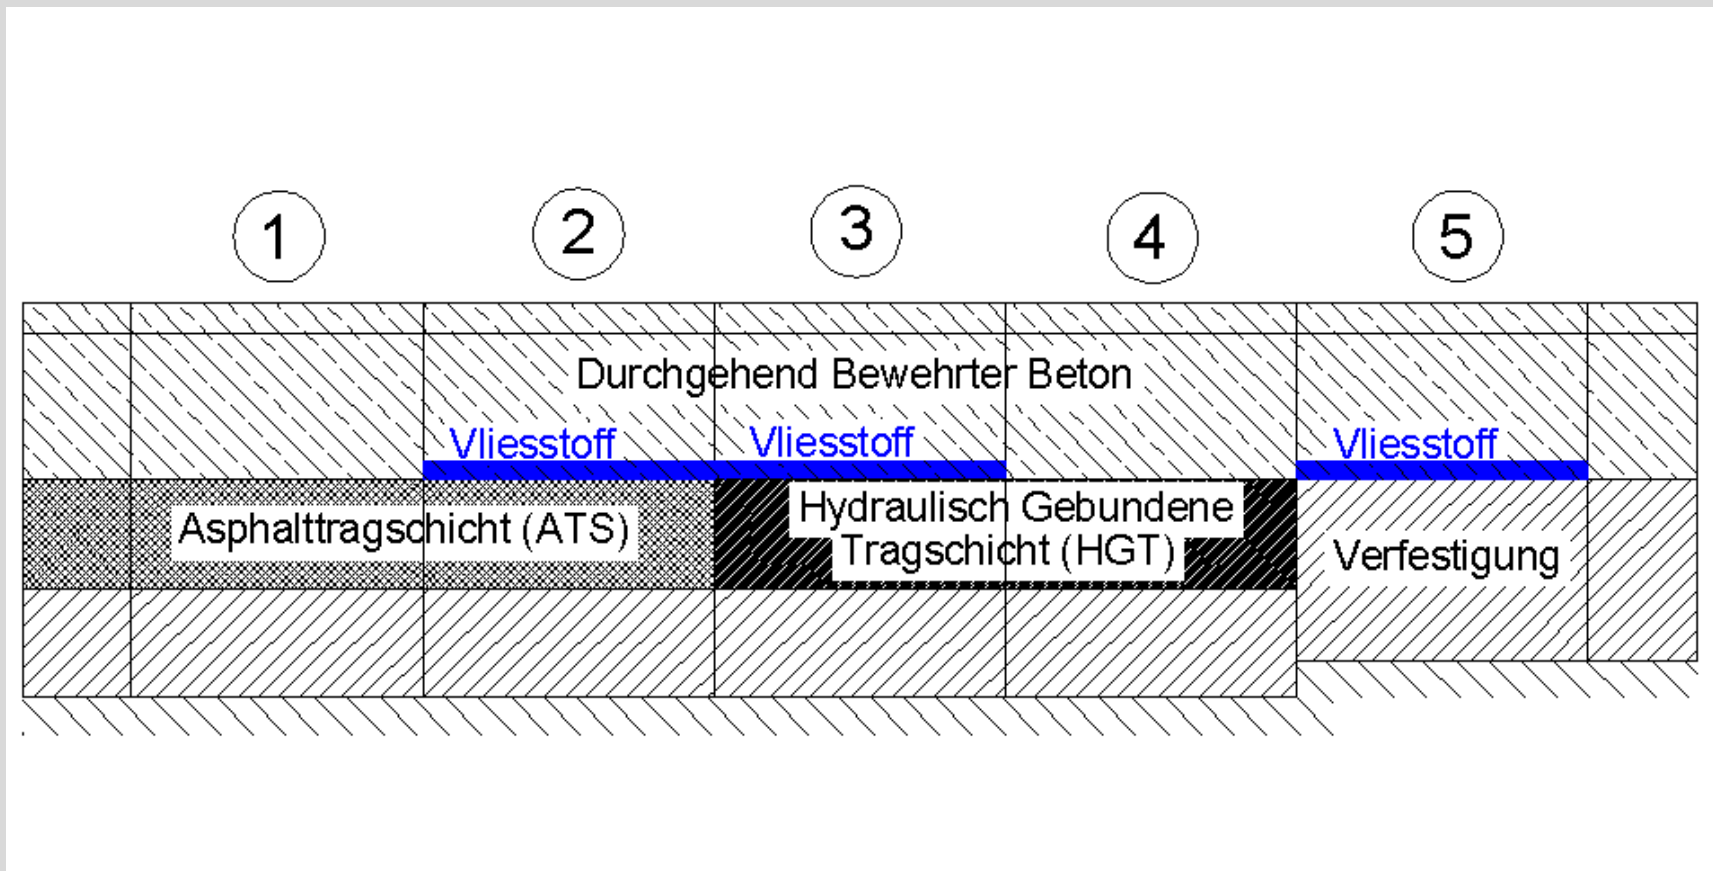 1 2 3 4 5
Durchgehend Bewehrter Beton
Vliesstoff Vliesstoff Vliesstoff
Asphalttragschicht (ATS)
Hydraulisch Gebundene
Tragschicht (HGT)
Verfestigung